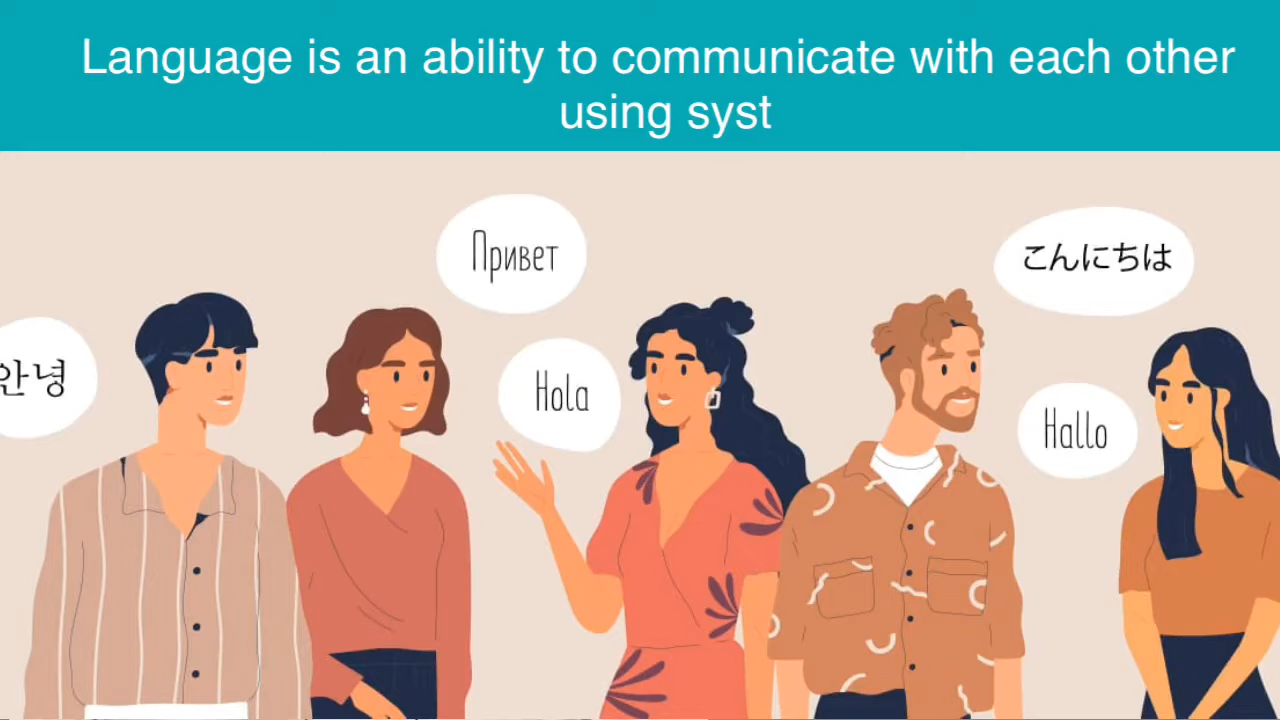 Language is an ability to communicate with each other
using syst
Привет
こんにちは
안녕
Hola
Hallo